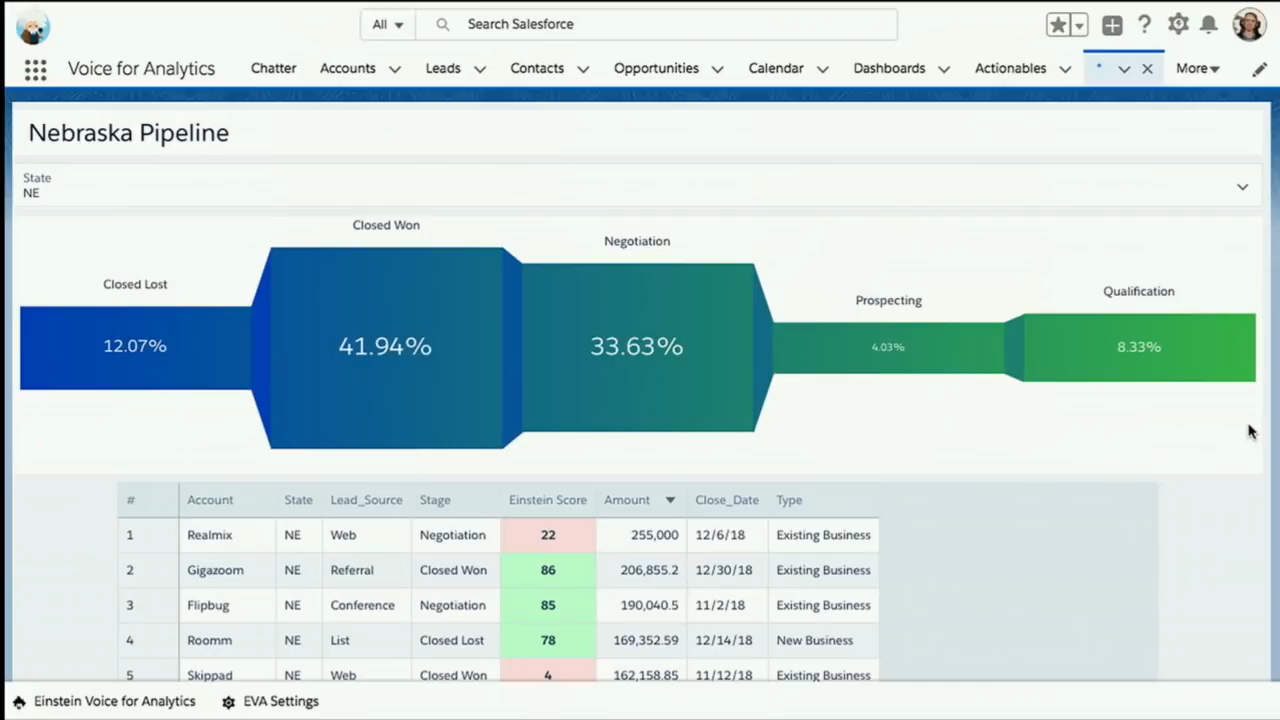 All
Search Salesforce
Voice for Analytics Chatter Accounts Leads Contacts Opportunities Calendar Dashboards Actionables * More
Nebraska Pipeline
State
NE
Closed Won
Negotiation
Closed Lost
Qualification
Prospecting
12.07% 41.94% 33.63% 4.03% 8.33%
# Account State Lead_Source Stage Einstein Score Amount Close_Date Type
1 Realmix NE Web Negotiation 22 255,000 12/6/18 Existing Business
2 Gigazoom NE Referral Closed Won 86 206,855.2 12/30/18 Existing Business
3 Flipbug NE Conference Negotiation 85 190,040.5 11/2/18 Existing Business
4 Roomm NE List Closed Lost 78 169,352.59 12/14/18 New Business
5 Skippad NE Web Closed Won 4 162,158.85 11/12/18 Existing Business
Einstein Voice for Analytics EVA Settings